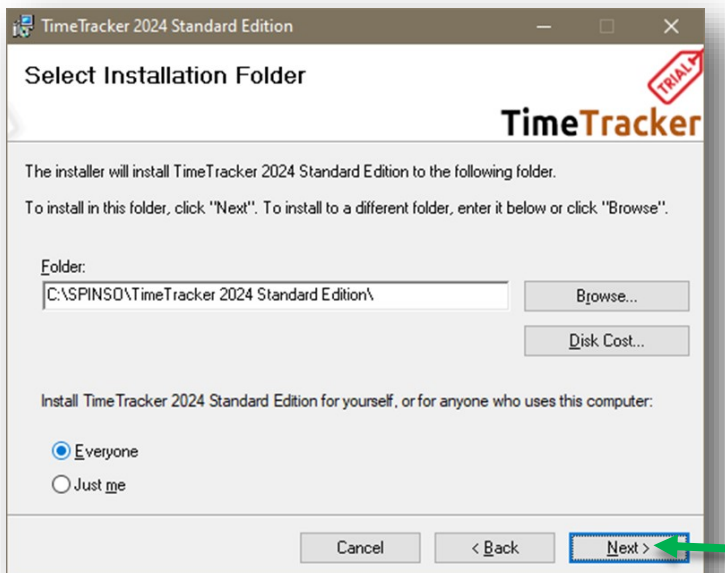 TimeTracker 2024 Standard Edition
Select Installation Folder
TRIAL
TimeTracker
The installer will install TimeTracker 2024 Standard Edition to the following folder.
To install in this folder, click "Next". To install to a different folder, enter it below or click "Browse".
Folder:
C:\SPINSO\TimeTracker 2024 Standard Edition\
Browse...
Disk Cost...
Install TimeTracker 2024 Standard Edition for yourself, or for anyone who uses this computer:
Everyone
Just me
Cancel
< Back
Next >